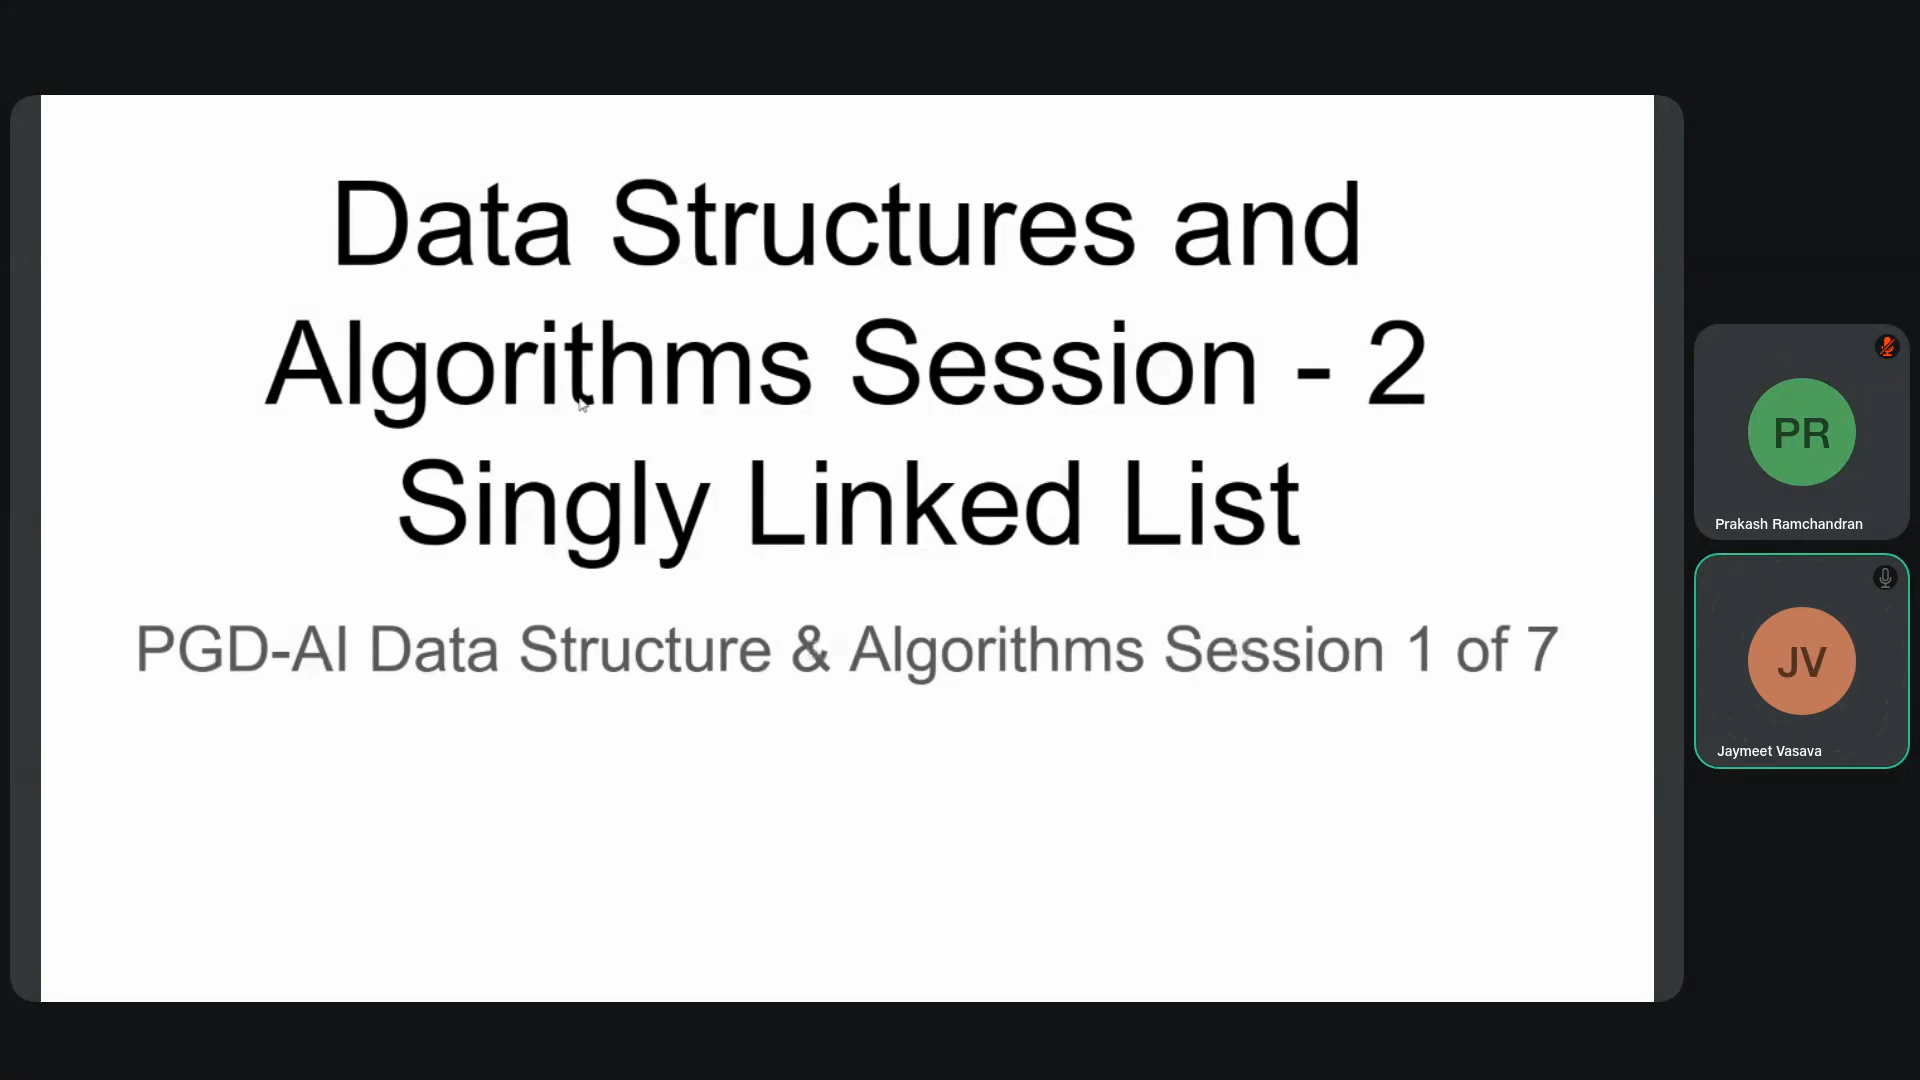 Data Structures and
Algorithms Session - 2
Singly Linked List
PGD-AI Data Structure & Algorithms Session 1 of 7
PR
Prakash Ramchandran
JV
Jaymeet Vasava